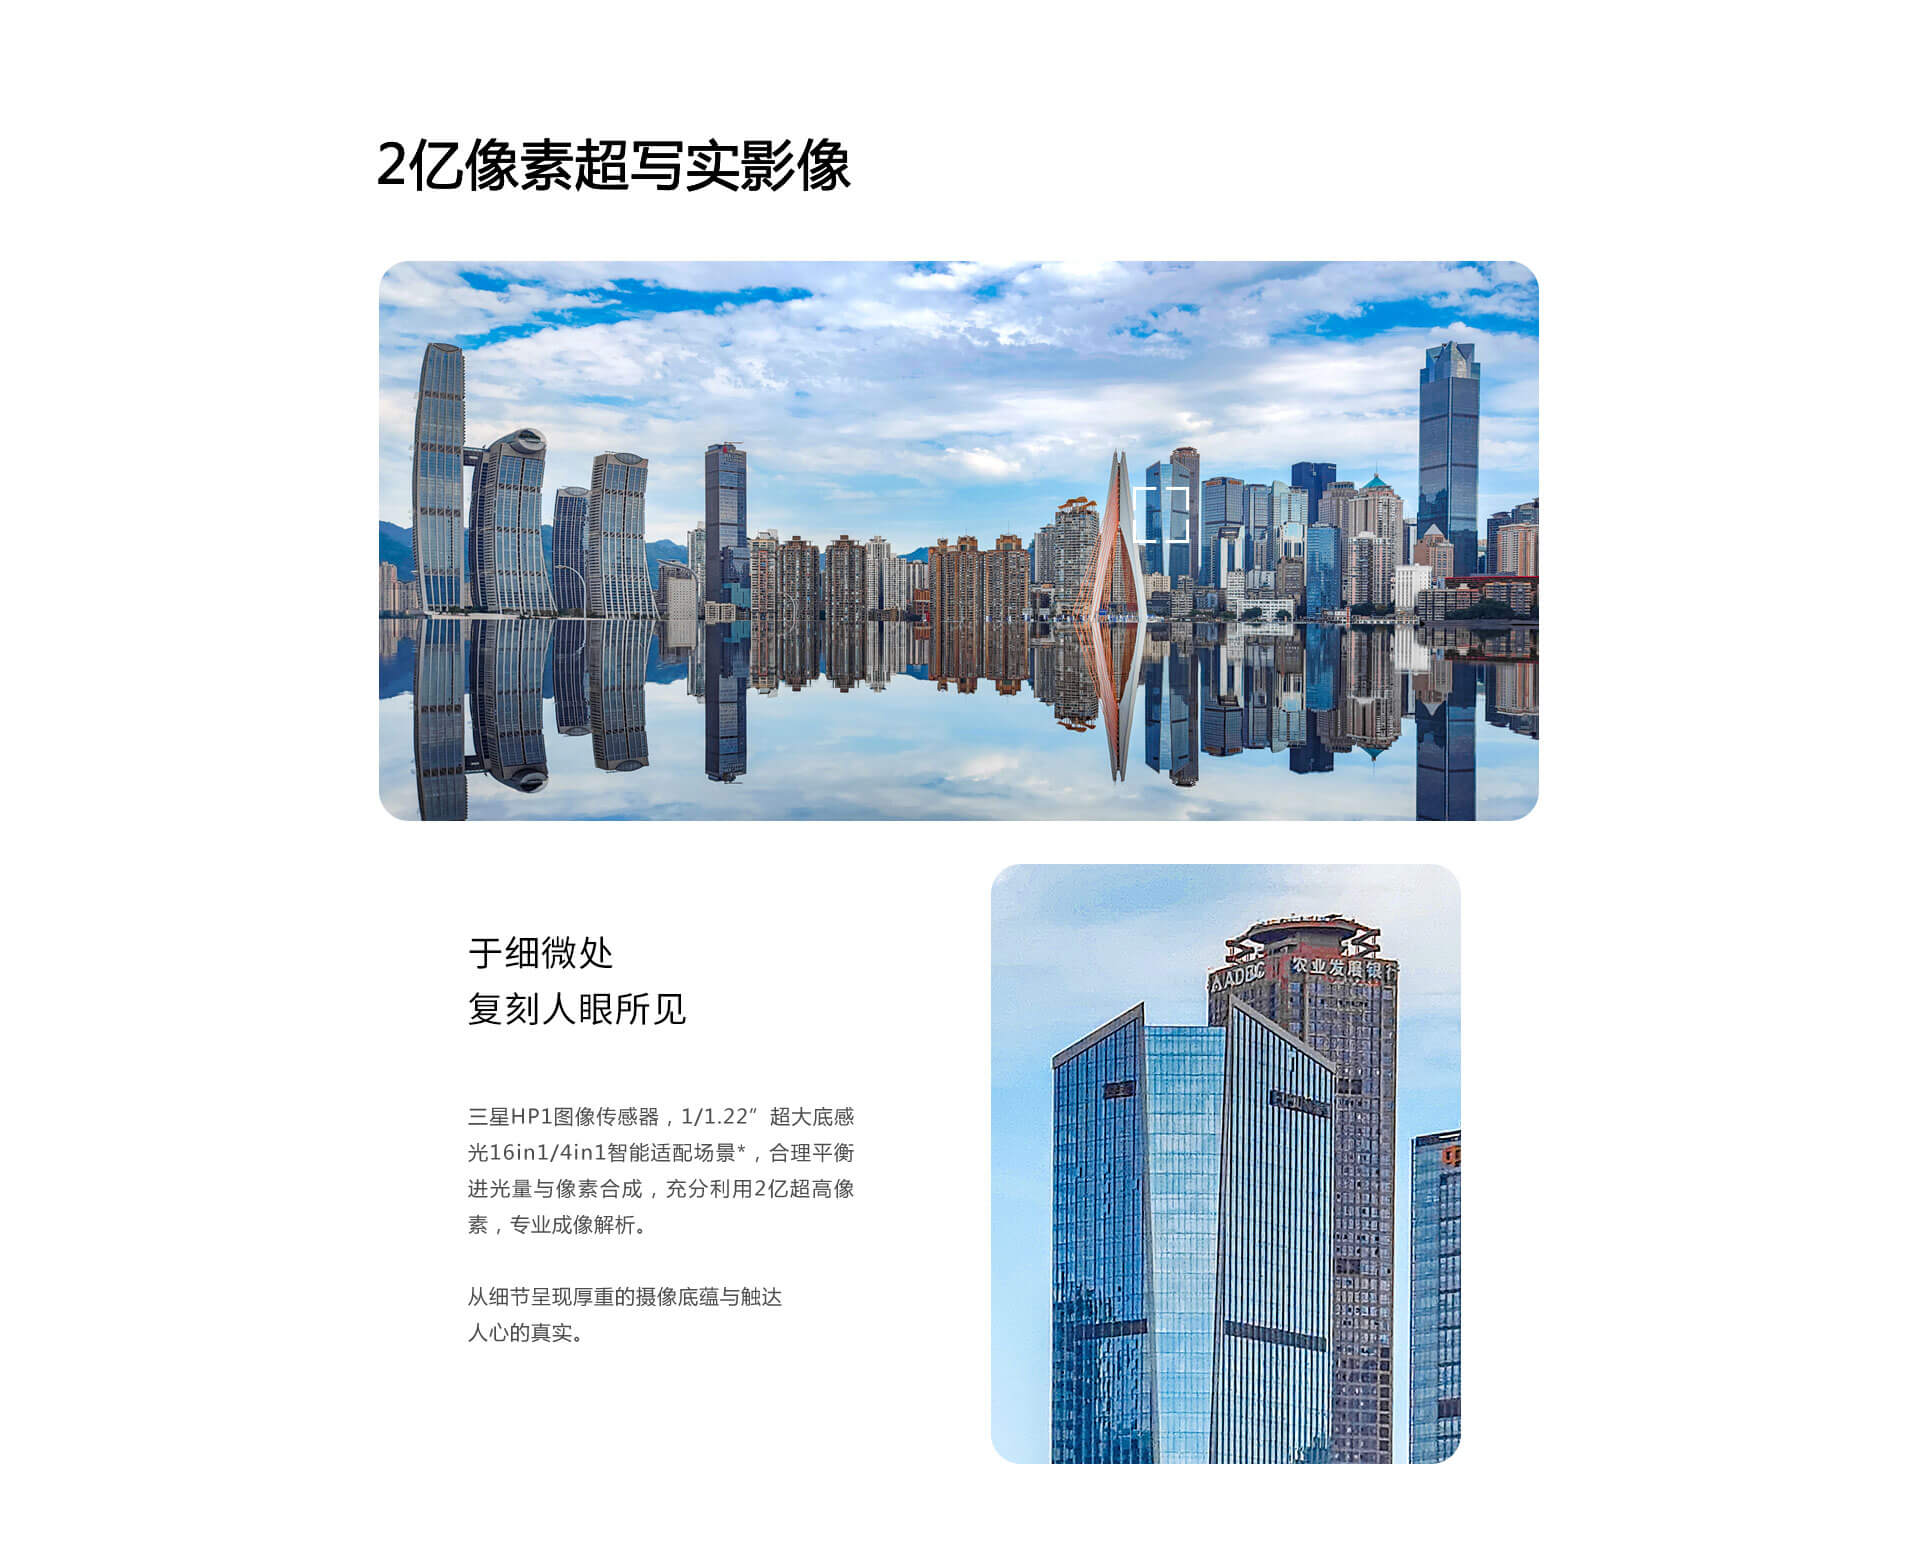 2亿像素超写实影像
于细微处
复刻人眼所见
三星HP1图像传感器，1/1.22” 超大底感
光16in1/4in1智能适配场景*，合理平衡
进光量与像素合成，充分利用2亿超高像
素，专业成像解析。
从细节呈现厚重的摄像底蕴与触达
人心的真实。
农业发展银行